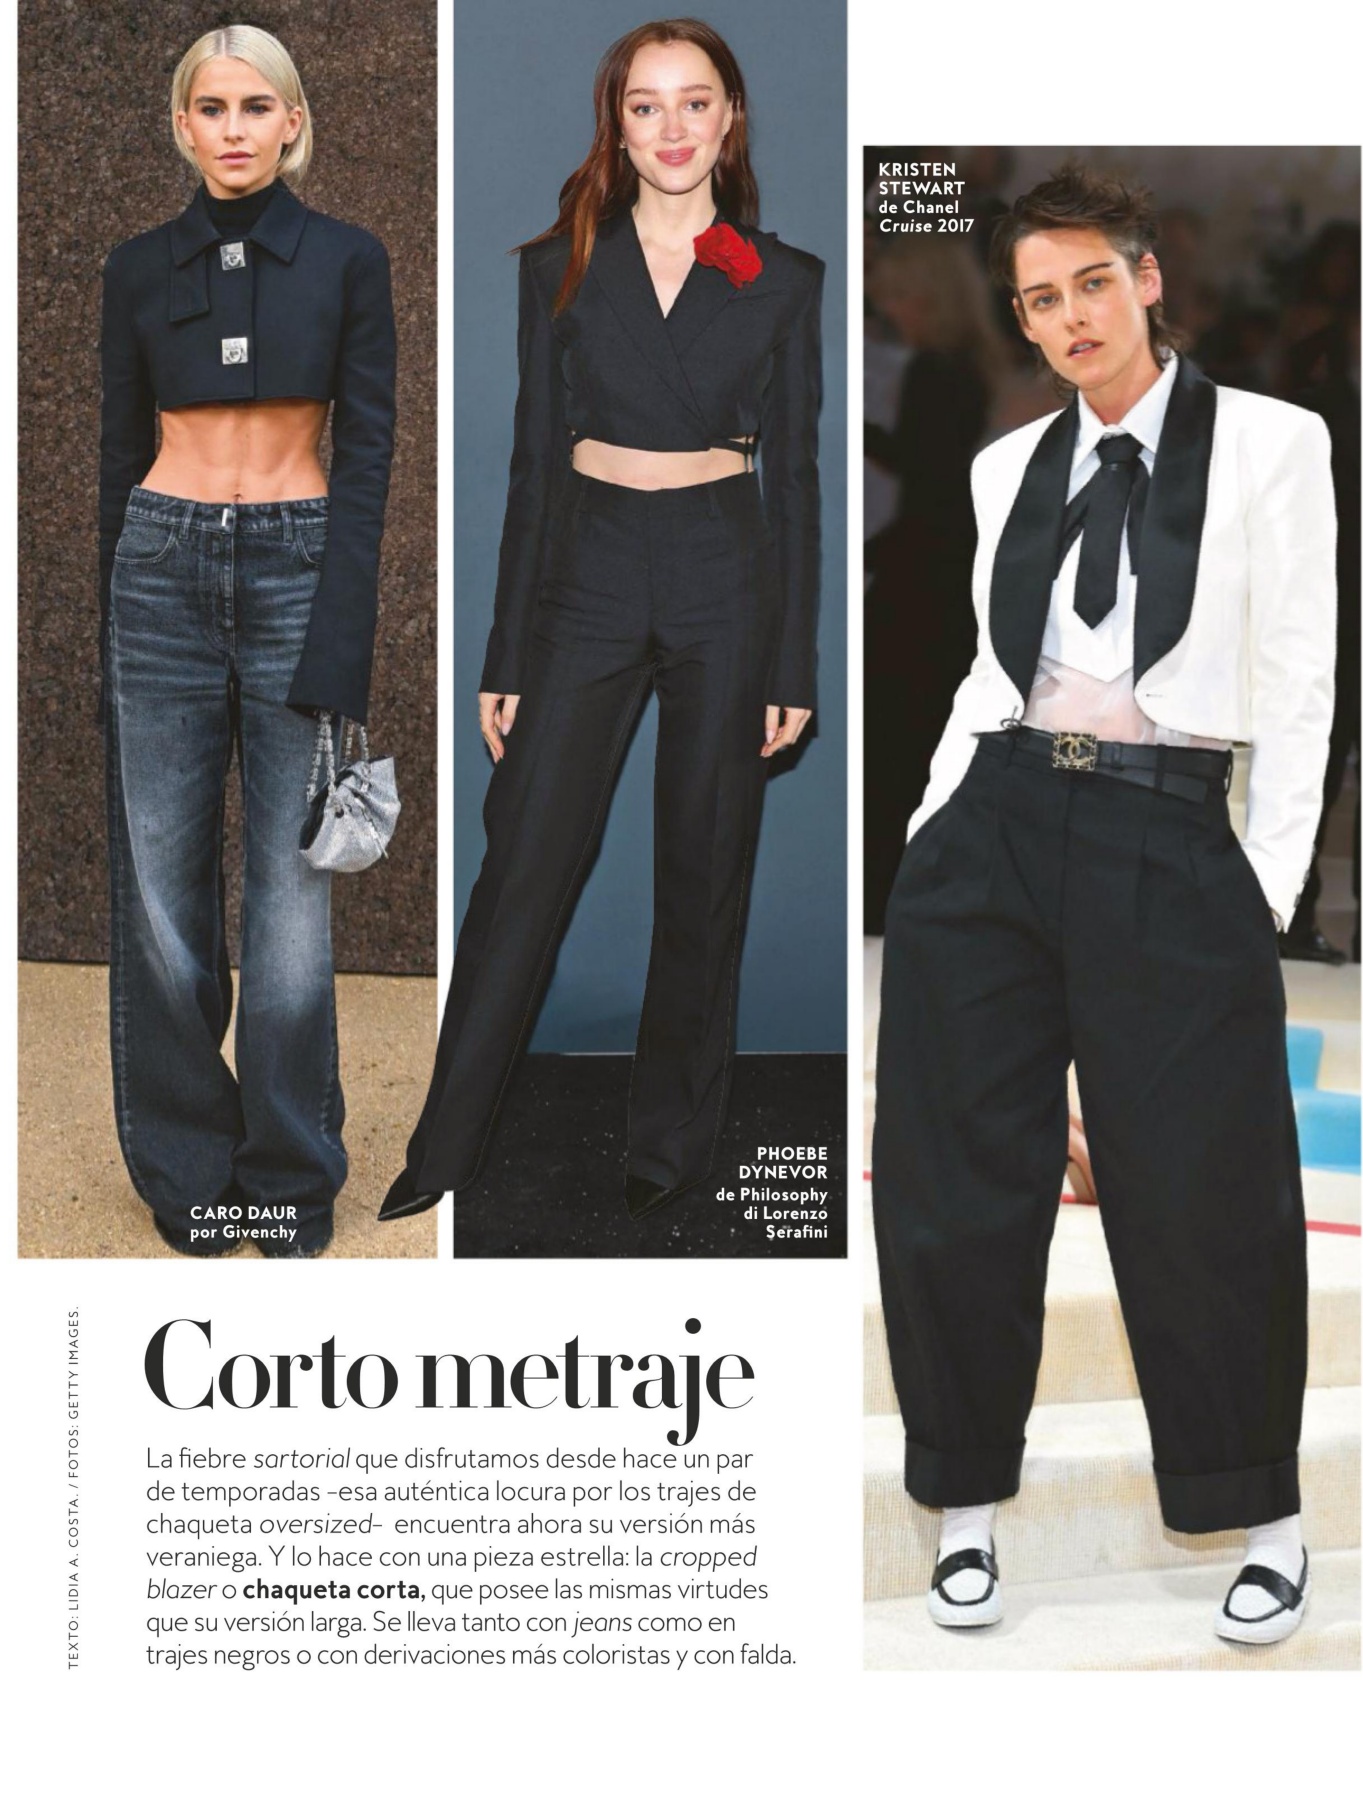 CARO DAUR
por Givenchy
PHOEBE
DYNEVOR
de Philosophy
di Lorenzo
Serafini
KRISTEN
STEWART
de Chanel
Cruise 2017
Corto metraje
La fiebre sartorial que disfrutamos desde hace un par
de temporadas –esa auténtica locura por los trajes de
chaqueta oversized– encuentra ahora su versión más
veraniega. Y lo hace con una pieza estrella: la cropped
blazer o chaqueta corta, que posee las mismas virtudes
que su versión larga. Se lleva tanto con jeans como en
trajes negros o con derivaciones más coloristas y con falda.
TEXTO: LIDIA A. COSTA. / FOTOS: GETTY IMAGES.